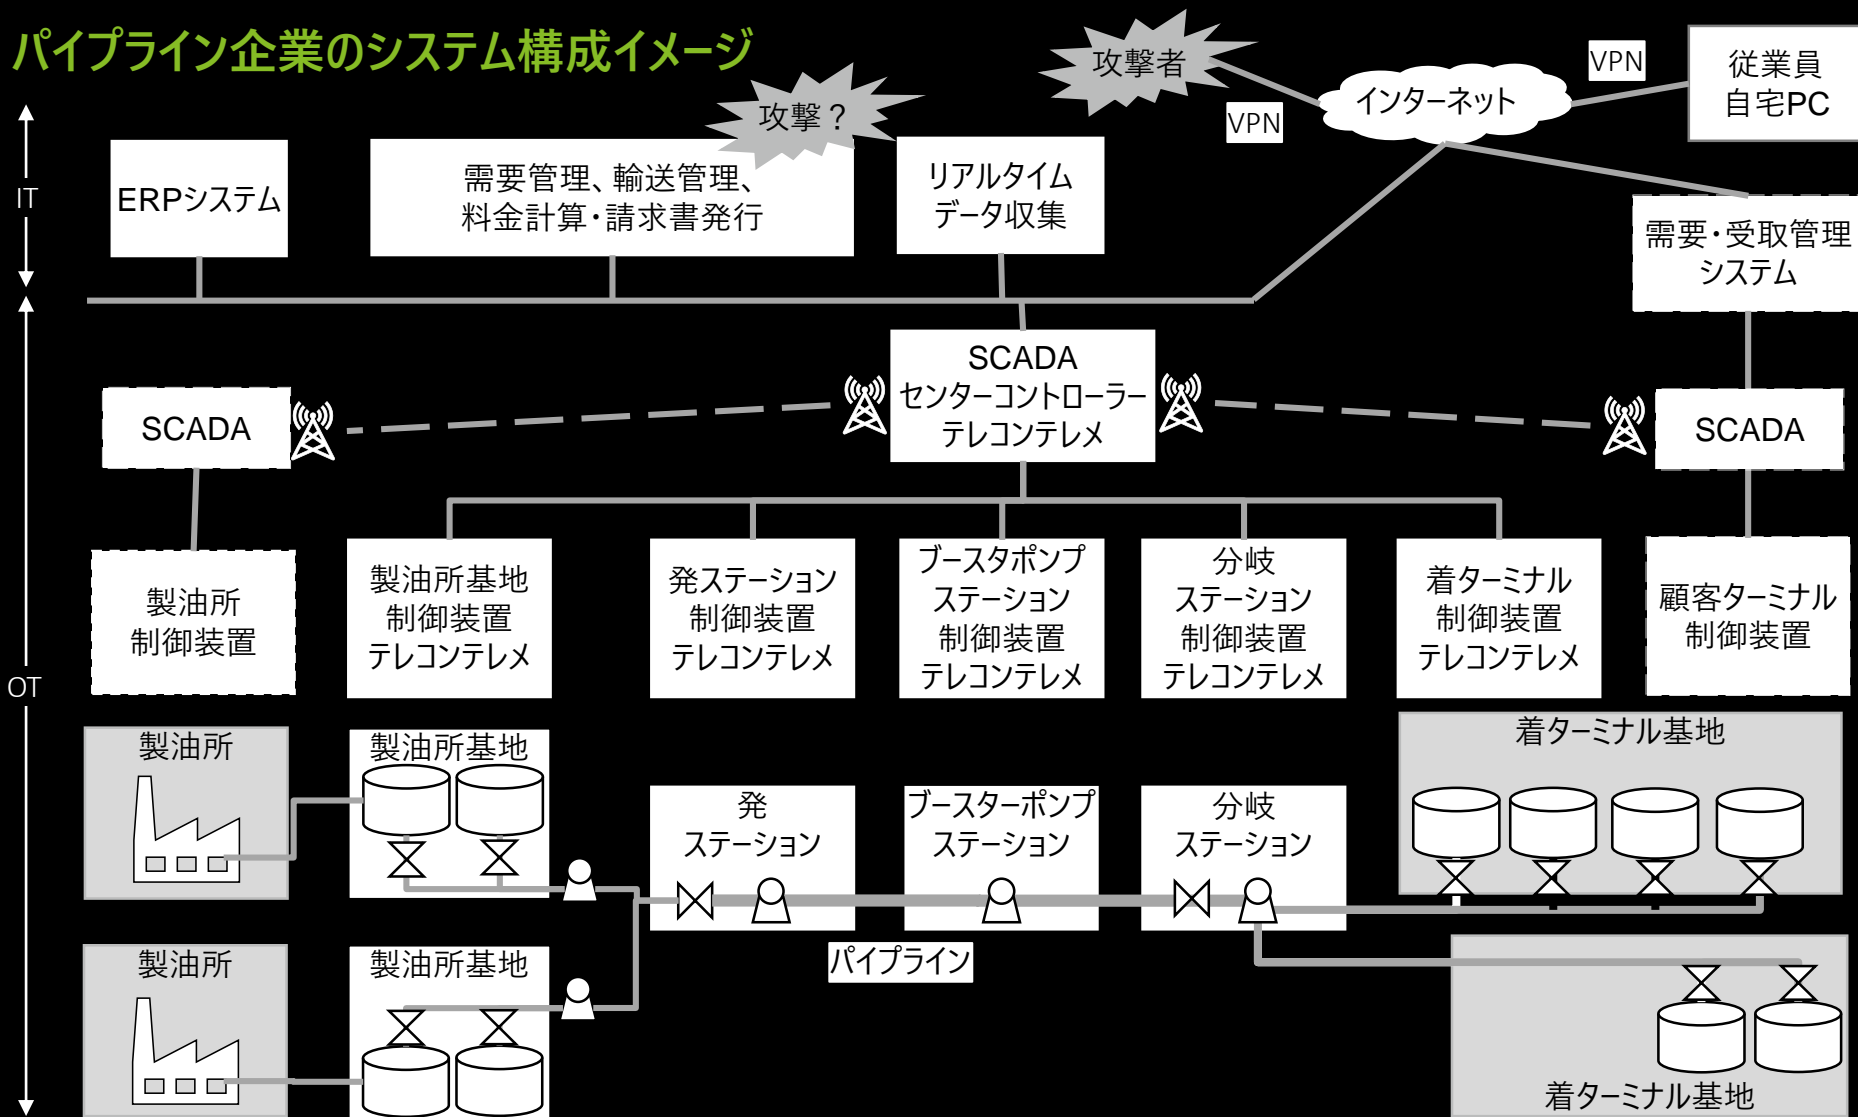 パイプライン企業のシステム構成イメージ
攻撃者
VPN
インターネット
VPN
従業員
自宅PC
攻撃？
IT
ERPシステム
需要管理、輸送管理、
料金計算・請求書発行
リアルタイム
データ収集
需要・受取管理
システム
OT
SCADA
SCADA
センターコントローラー
テレコンテレメ
SCADA
製油所
制御装置
製油所基地
制御装置
テレコンテレメ
発ステーション
制御装置
テレコンテレメ
ブースタポンプ
ステーション
制御装置
テレコンテレメ
分岐
ステーション
制御装置
テレコンテレメ
着ターミナル
制御装置
テレコンテレメ
顧客ターミナル
制御装置
製油所
製油所基地
発
ステーション
ブースターポンプ
ステーション
分岐
ステーション
着ターミナル基地
パイプライン
製油所
製油所基地
着ターミナル基地